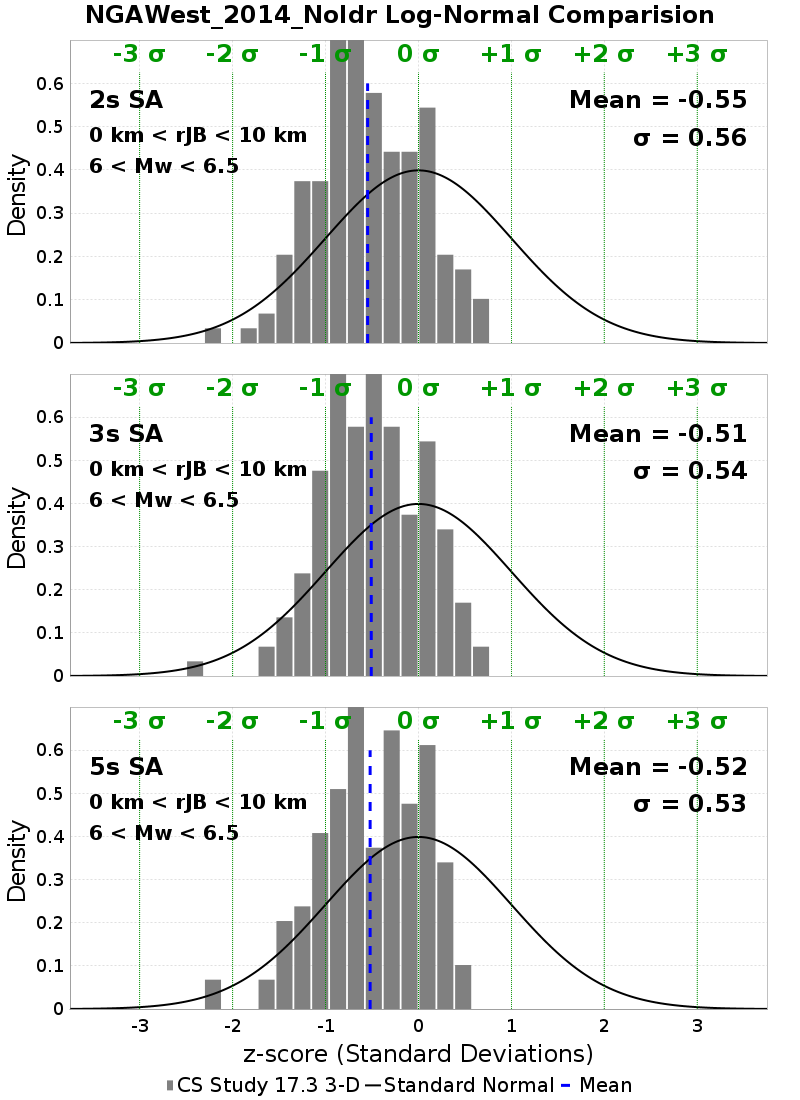 NGAWest_2014_NoIdr Log-Normal Comparision
-3 σ -2 σ -1 σ 0 σ +1 σ +2 σ +3 σ
2s SA
0 km < rJB < 10 km
6 < Mw < 6.5
Mean = -0.55
σ = 0.56
Density
0.6
0.5
0.4
0.3
0.2
0.1
0
-3 σ -2 σ -1 σ 0 σ +1 σ +2 σ +3 σ
3s SA
0 km < rJB < 10 km
6 < Mw < 6.5
Mean = -0.51
σ = 0.54
Density
0.6
0.5
0.4
0.3
0.2
0.1
0
-3 σ -2 σ -1 σ 0 σ +1 σ +2 σ +3 σ
5s SA
0 km < rJB < 10 km
6 < Mw < 6.5
Mean = -0.52
σ = 0.53
Density
0.6
0.5
0.4
0.3
0.2
0.1
0
-3 -2 -1 0 1 2 3
z-score (Standard Deviations)
CS Study 17.3 3-D Standard Normal Mean